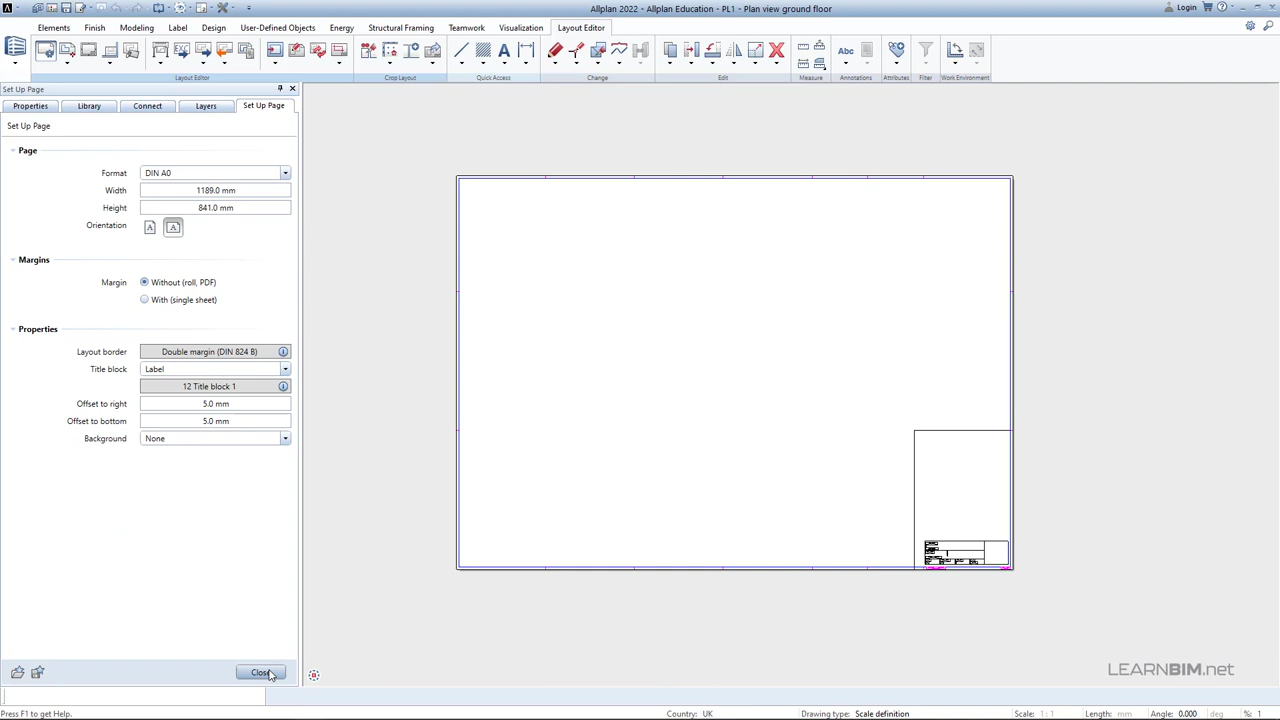 Allplan 2022 - Allplan Education - PL1 - Plan view ground floor
Login
Elements Finish Modeling Label Design User-Defined Objects Energy Structural Framing Teamwork Visualization Layout Editor
Abc
Layout Editor Crop Layout Quick Access Change Edit Measure Annotations Attributes Filter Work Environment
Set Up Page
Properties Library Connect Layers Set Up Page
Set Up Page
Page
Format DIN A0
Width 1189.0 mm
Height 841.0 mm
Orientation A A
Margins
Margin Without (roll, PDF)
With (single sheet)
Properties
Layout border Double margin (DIN 824 B)
Title block Label
12 Title block 1
Offset to right 5.0 mm
Offset to bottom 5.0 mm
Background None
Close
LEARNBIM.net
Press F1 to get Help.
Country: UK
Drawing type: Scale definition
Scale: 1 : 1
Length: mm
Angle: 0.000 deg
%: 1